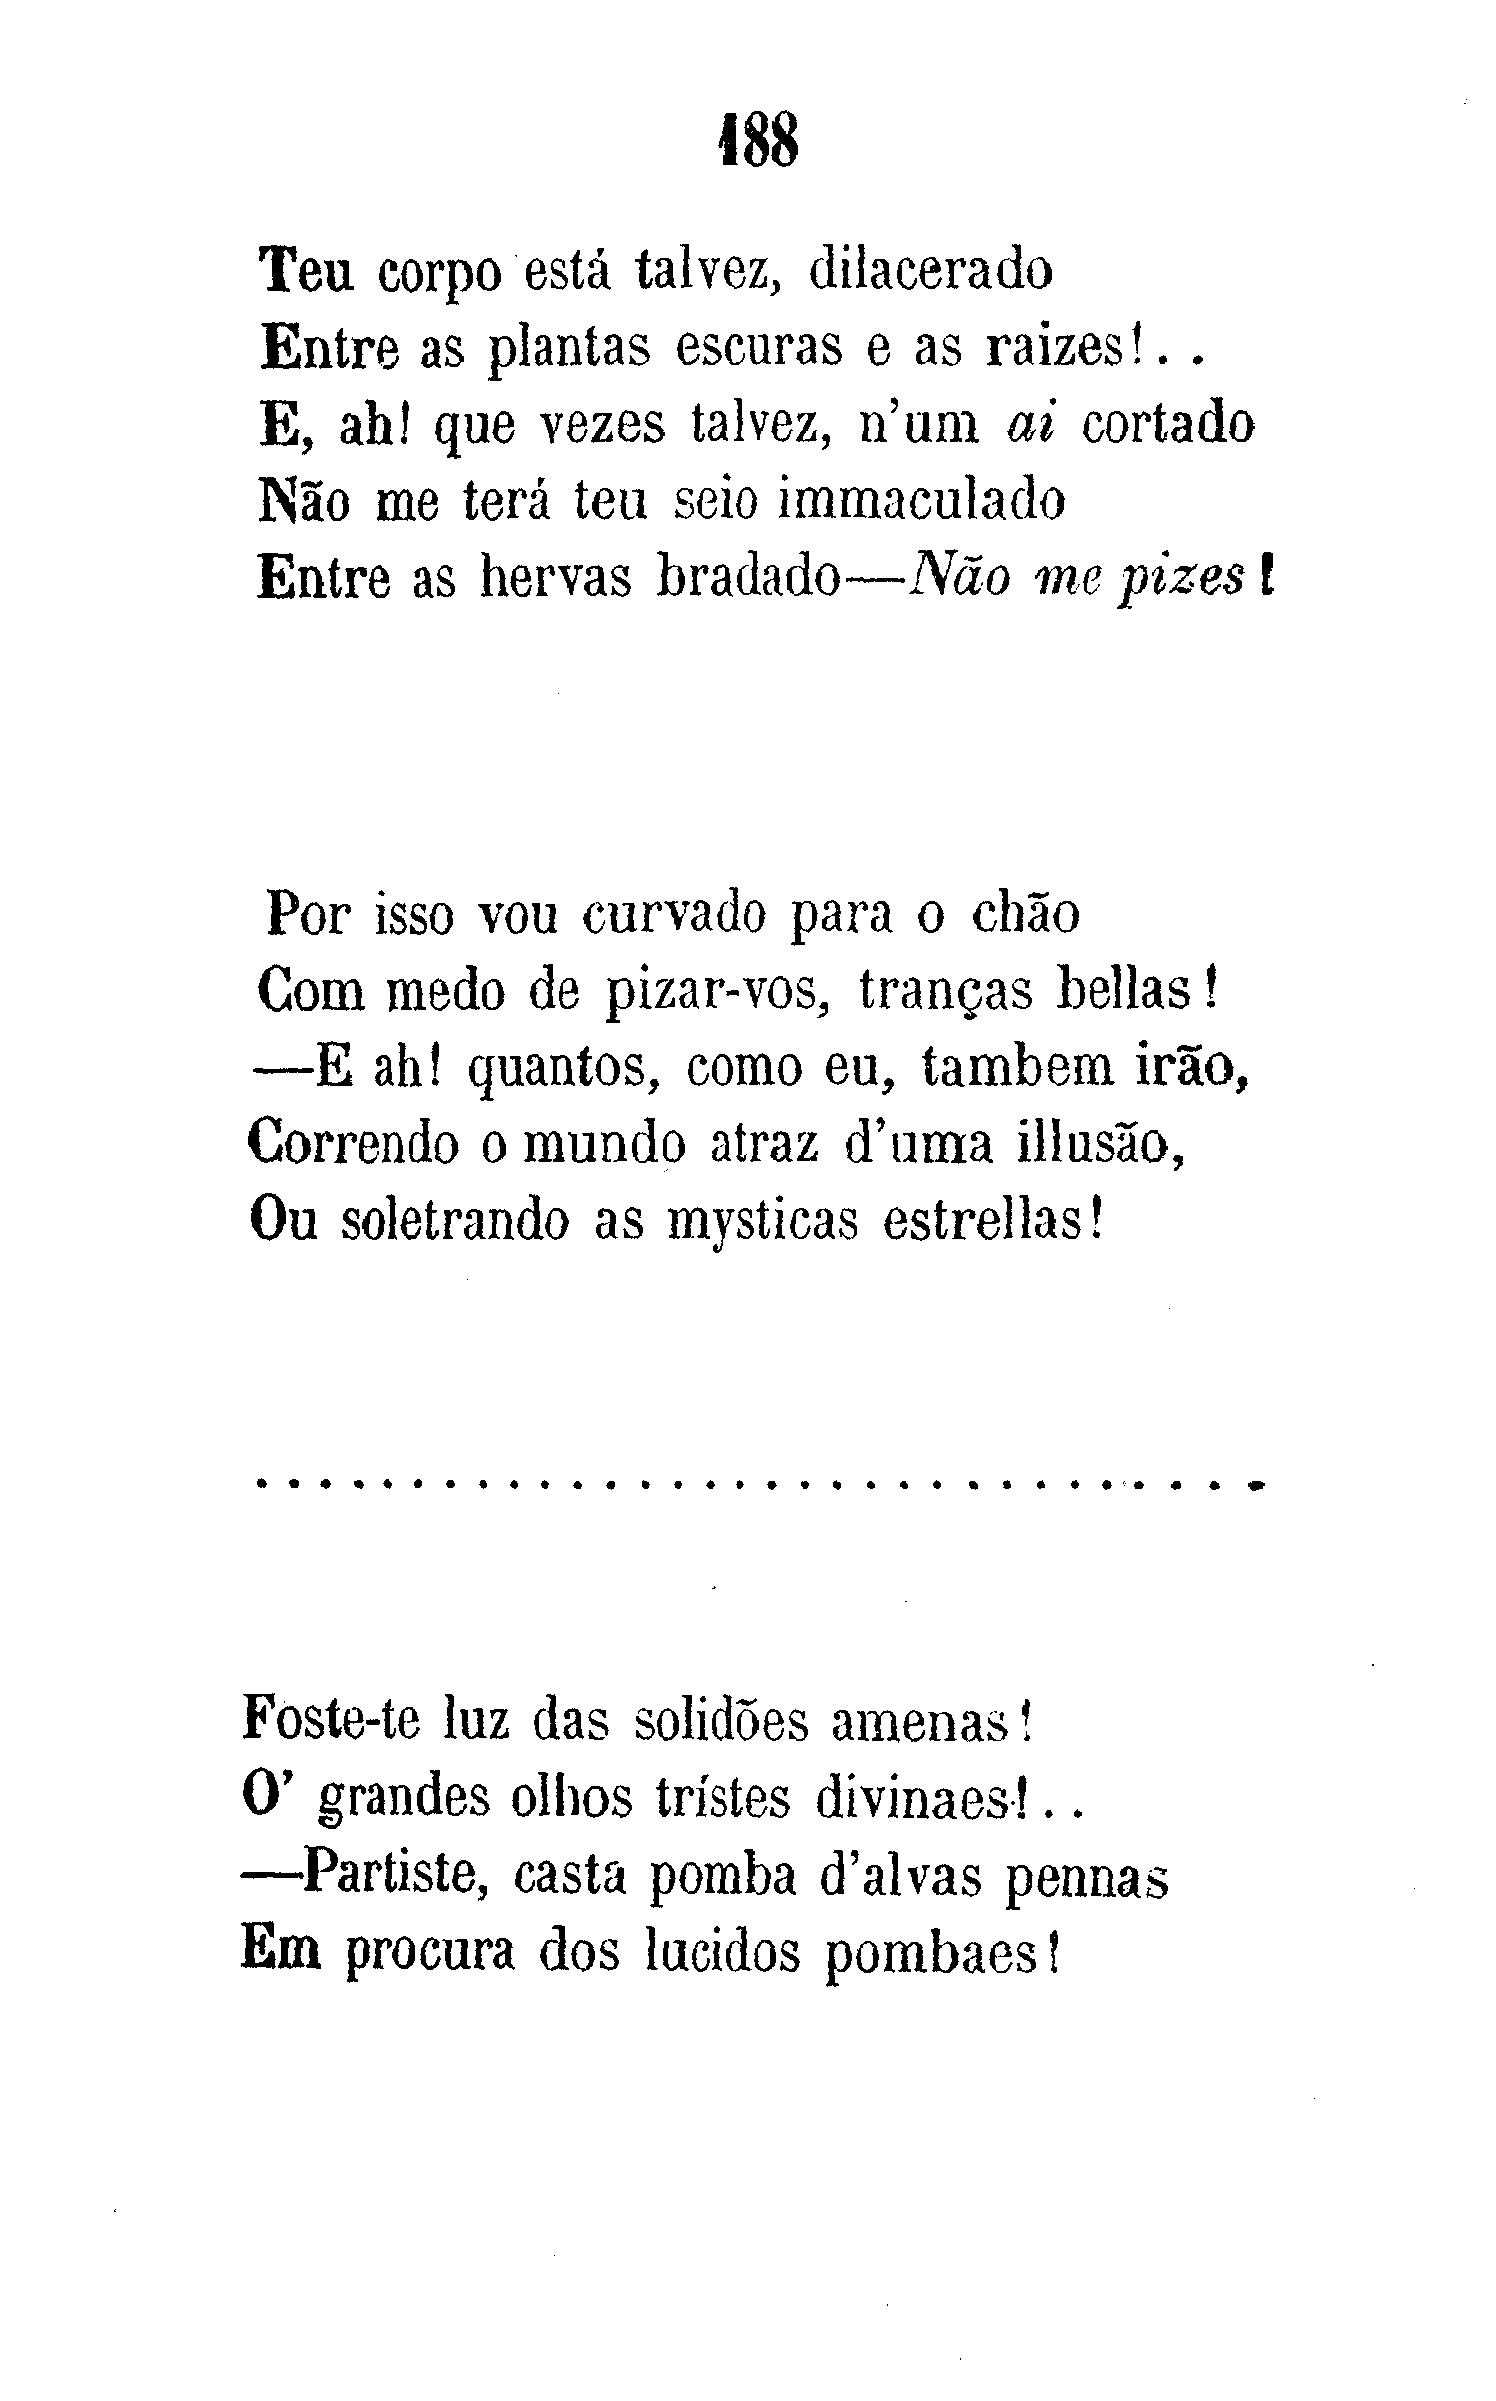 188
Teu corpo está talvez, dilacerado
Entre as plantas escuras e as raizes!. .
E, ah! que vezes talvez, n'um ai cortado
Não me terá teu seio immaculado
Entre as hervas bradado—Não me pizes!
Por isso vou curvado para o chão
Com medo de pizar-vos, tranças bellas!
—E ah! quantos, como eu, tambem irão,
Correndo o mundo atraz d'uma illusão,
Ou soletrando as mysticas estrellas!
. . . . . . . . . . . . . . . . . . . . . . . . . . . . . . . .
Foste-te luz das solidões amenas!
O' grandes olhos trístes divinaes!. .
—Partiste, casta pomba d'alvas pennas
Em procura dos lucidos pombaes!